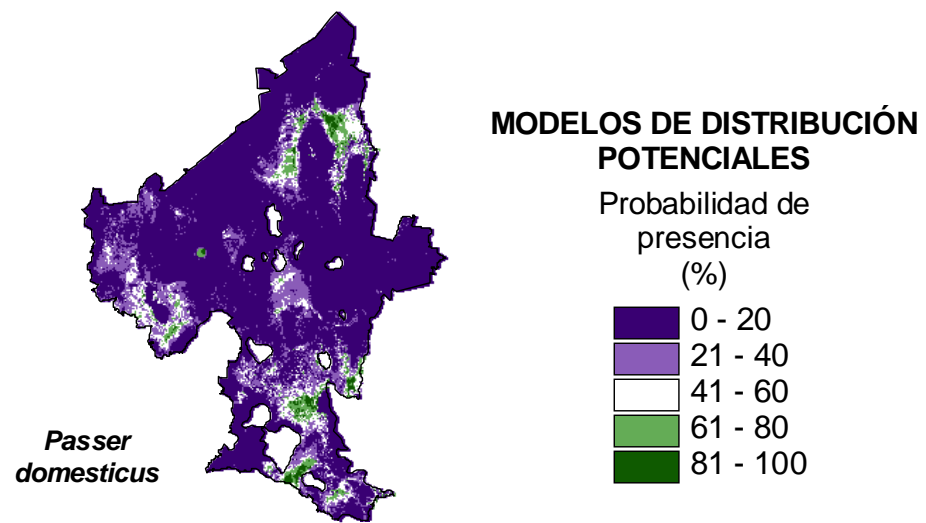 MODELOS DE DISTRIBUCIÓN
POTENCIALES
Probabilidad de
presencia
(%)
0 - 20
21 - 40
41 - 60
61 - 80
81 - 100
Passer
domesticus